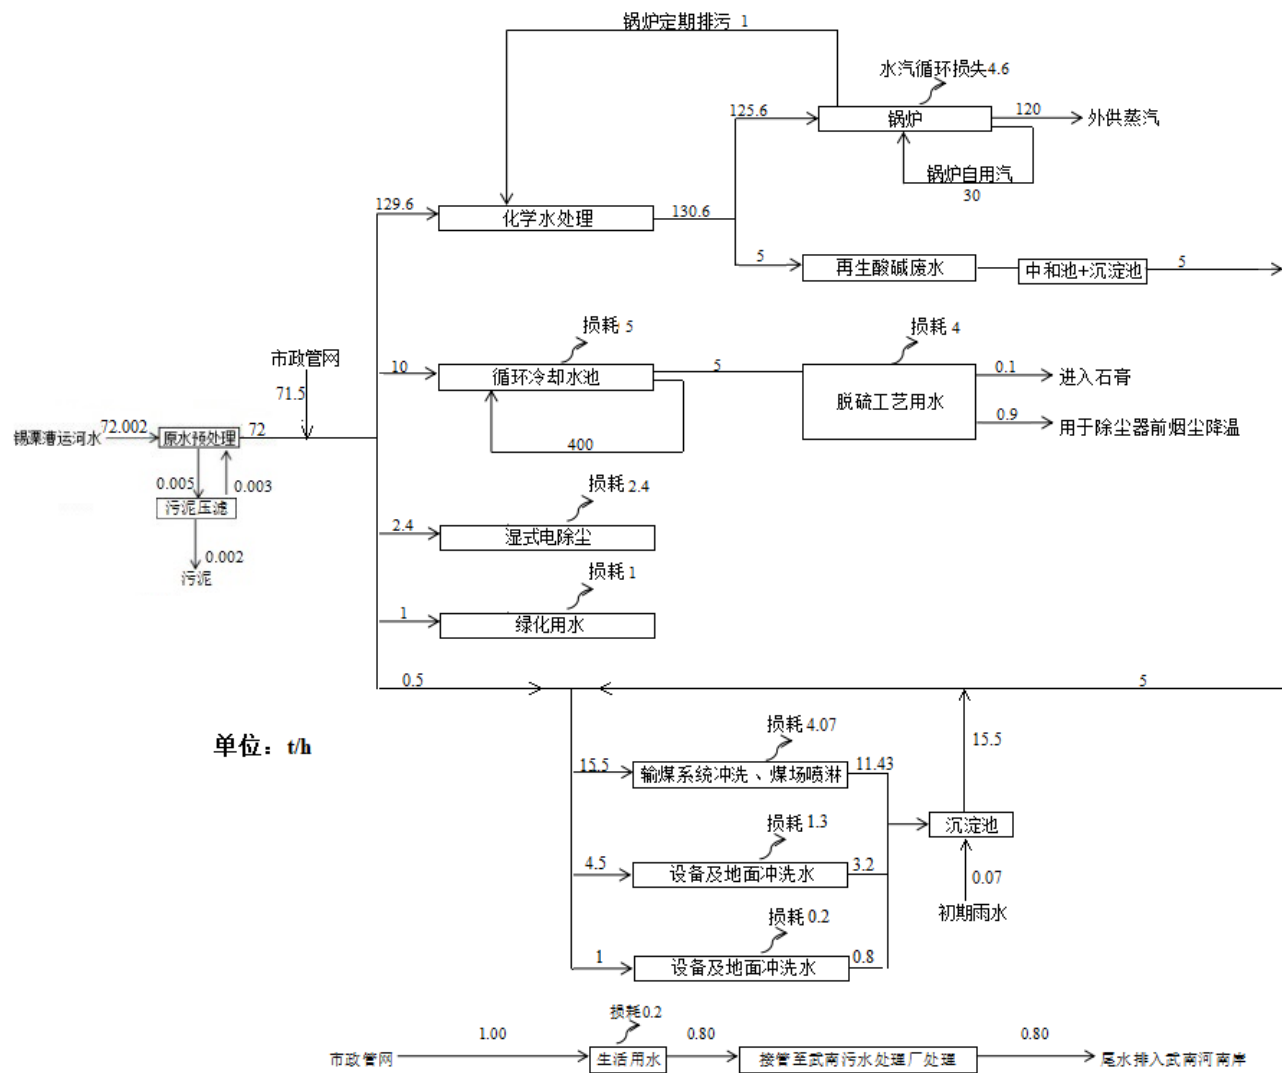 锅炉定期排污 1
水汽循环损失4.6
125.6
锅炉
120
外供蒸汽
锅炉自用汽
30
129.6
化学水处理
130.6
5
再生酸碱废水
中和池+沉淀池
5
损耗 5
损耗 4
市政管网
10
循环冷却水池
5
脱硫工艺用水
0.1
进入石膏
71.5
0.9
用于除尘器前烟尘降温
锡溧漕运河水
72.002
原水预处理
72
400
0.005
0.003
损耗2.4
污泥压滤
2.4
湿式电除尘
0.002
污泥
损耗1
1
绿化用水
0.5
5
单位：t/h
损耗4.07
15.5
15.5
输煤系统冲洗、煤场喷淋
11.43
损耗1.3
沉淀池
4.5
设备及地面冲洗水
3.2
0.07
初期雨水
损耗0.2
1
设备及地面冲洗水
0.8
损耗0.2
市政管网
1.00
生活用水
0.80
接管至武南污水处理厂处理
0.80
尾水排入武南河南岸